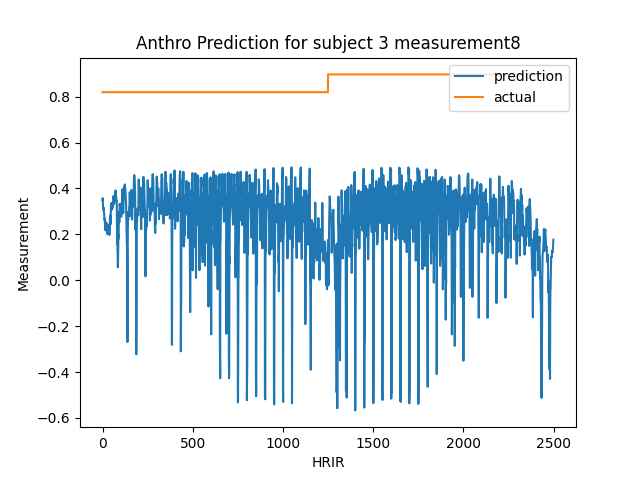 Anthro Prediction for subject 3 measurement8
prediction
actual
Measurement
0.8
0.6
0.4
0.2
0.0
−0.2
−0.4
−0.6
0
500
1000
1500
2000
2500
HRIR